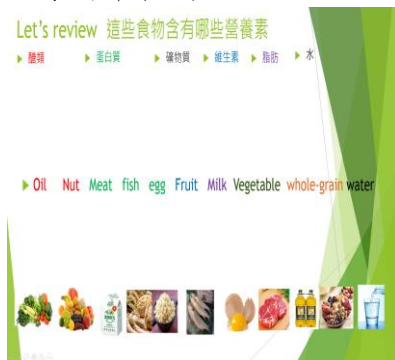 Let's review 這些食物含有哪些營養素
醣類 蛋白質 礦物質 維生素 脂肪 水
Oil Nut Meat fish egg Fruit Milk Vegetable whole-grain water